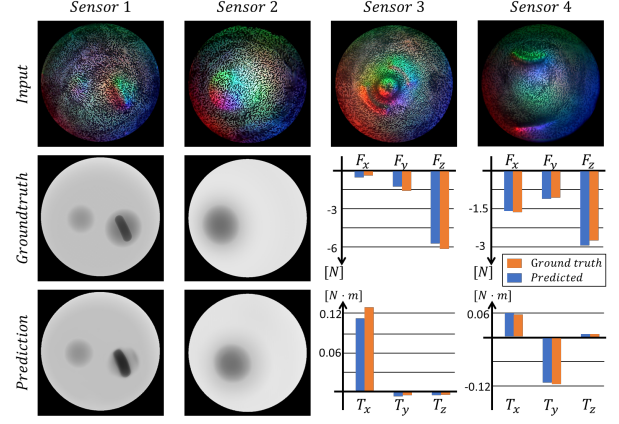 Sensor 1 Sensor 2 Sensor 3 Sensor 4
Input
Groundtruth
Prediction
F_x F_y F_z
-3
-6
[N]
F_x F_y F_z
-1.5
-3
[N]
Ground truth
Predicted
[N · m]
0.12
0.06
T_x T_y T_z
[N · m]
0.06
-0.12
T_x T_y T_z